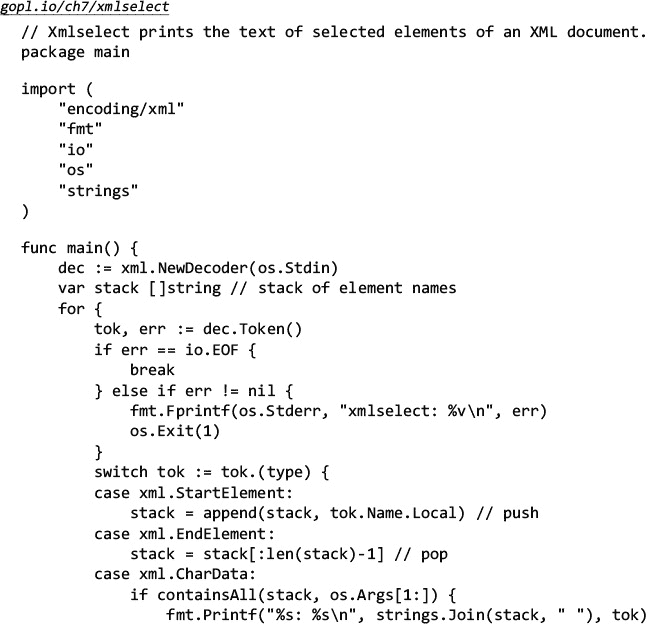 gopl.io/ch7/xmlselect
// Xmlselect prints the text of selected elements of an XML document.
package main
import (
    "encoding/xml"
    "fmt"
    "io"
    "os"
    "strings"
)
func main() {
    dec := xml.NewDecoder(os.Stdin)
    var stack []string // stack of element names
    for {
        tok, err := dec.Token()
        if err == io.EOF {
            break
        } else if err != nil {
            fmt.Fprintf(os.Stderr, "xmlselect: %v\n", err)
            os.Exit(1)
        }
        switch tok := tok.(type) {
        case xml.StartElement:
            stack = append(stack, tok.Name.Local) // push
        case xml.EndElement:
            stack = stack[:len(stack)-1] // pop
        case xml.CharData:
            if containsAll(stack, os.Args[1:]) {
                fmt.Printf("%s: %s\n", strings.Join(stack, " "), tok)